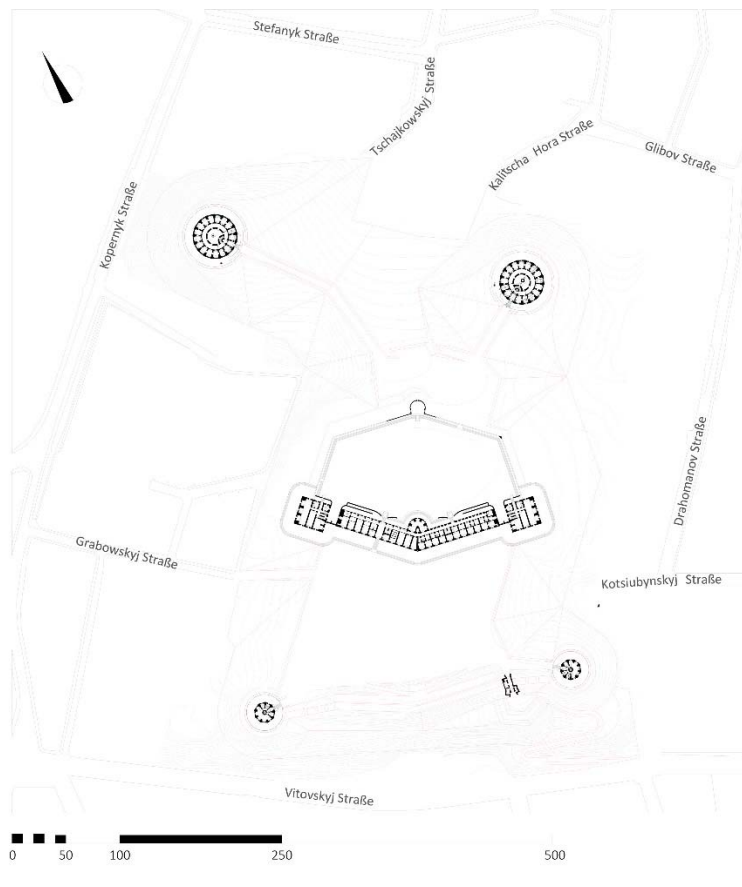 Stefanyk Straße
Tschajkowskyj Straße
Kalitscha Hora Straße
Glibov Straße
Kopernyk Straße
Drahomanov Straße
Grabowskyj Straße
Kotsiubynskyj Straße
Vitovskyj Straße
0 50 100 250 500